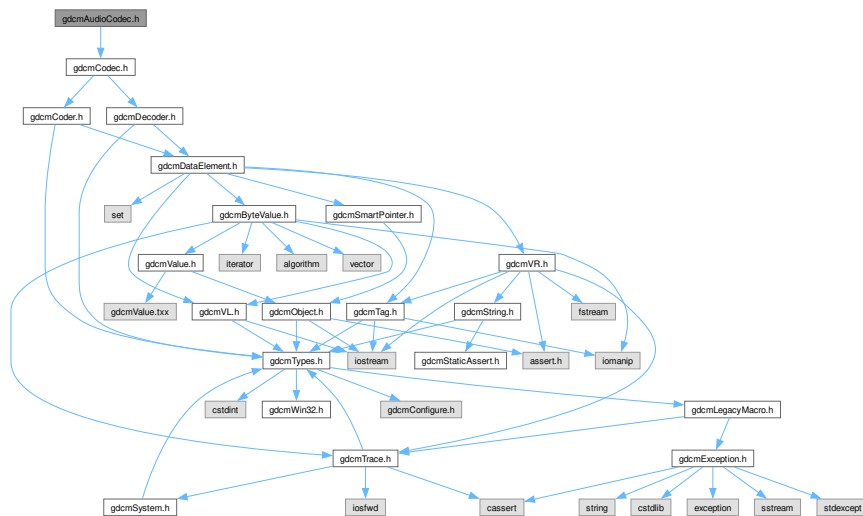 gdcmAudioCodec.h
gdcmCodec.h
gdcmCoder.h
gdcmDecoder.h
gdcmDataElement.h
set
gdcmByteValue.h
gdcmSmartPointer.h
gdcmValue.h
iterator
algorithm
vector
gdcmVR.h
gdcmValue.txx
gdcmVL.h
gdcmObject.h
gdcmTag.h
gdcmString.h
fstream
gdcmTypes.h
iostream
gdcmStaticAssert.h
assert.h
iomanip
cstdint
gdcmWin32.h
gdcmConfigure.h
gdcmLegacyMacro.h
gdcmTrace.h
gdcmException.h
gdcmSystem.h
iosfwd
cassert
string
cstdlib
exception
sstream
stdexcept